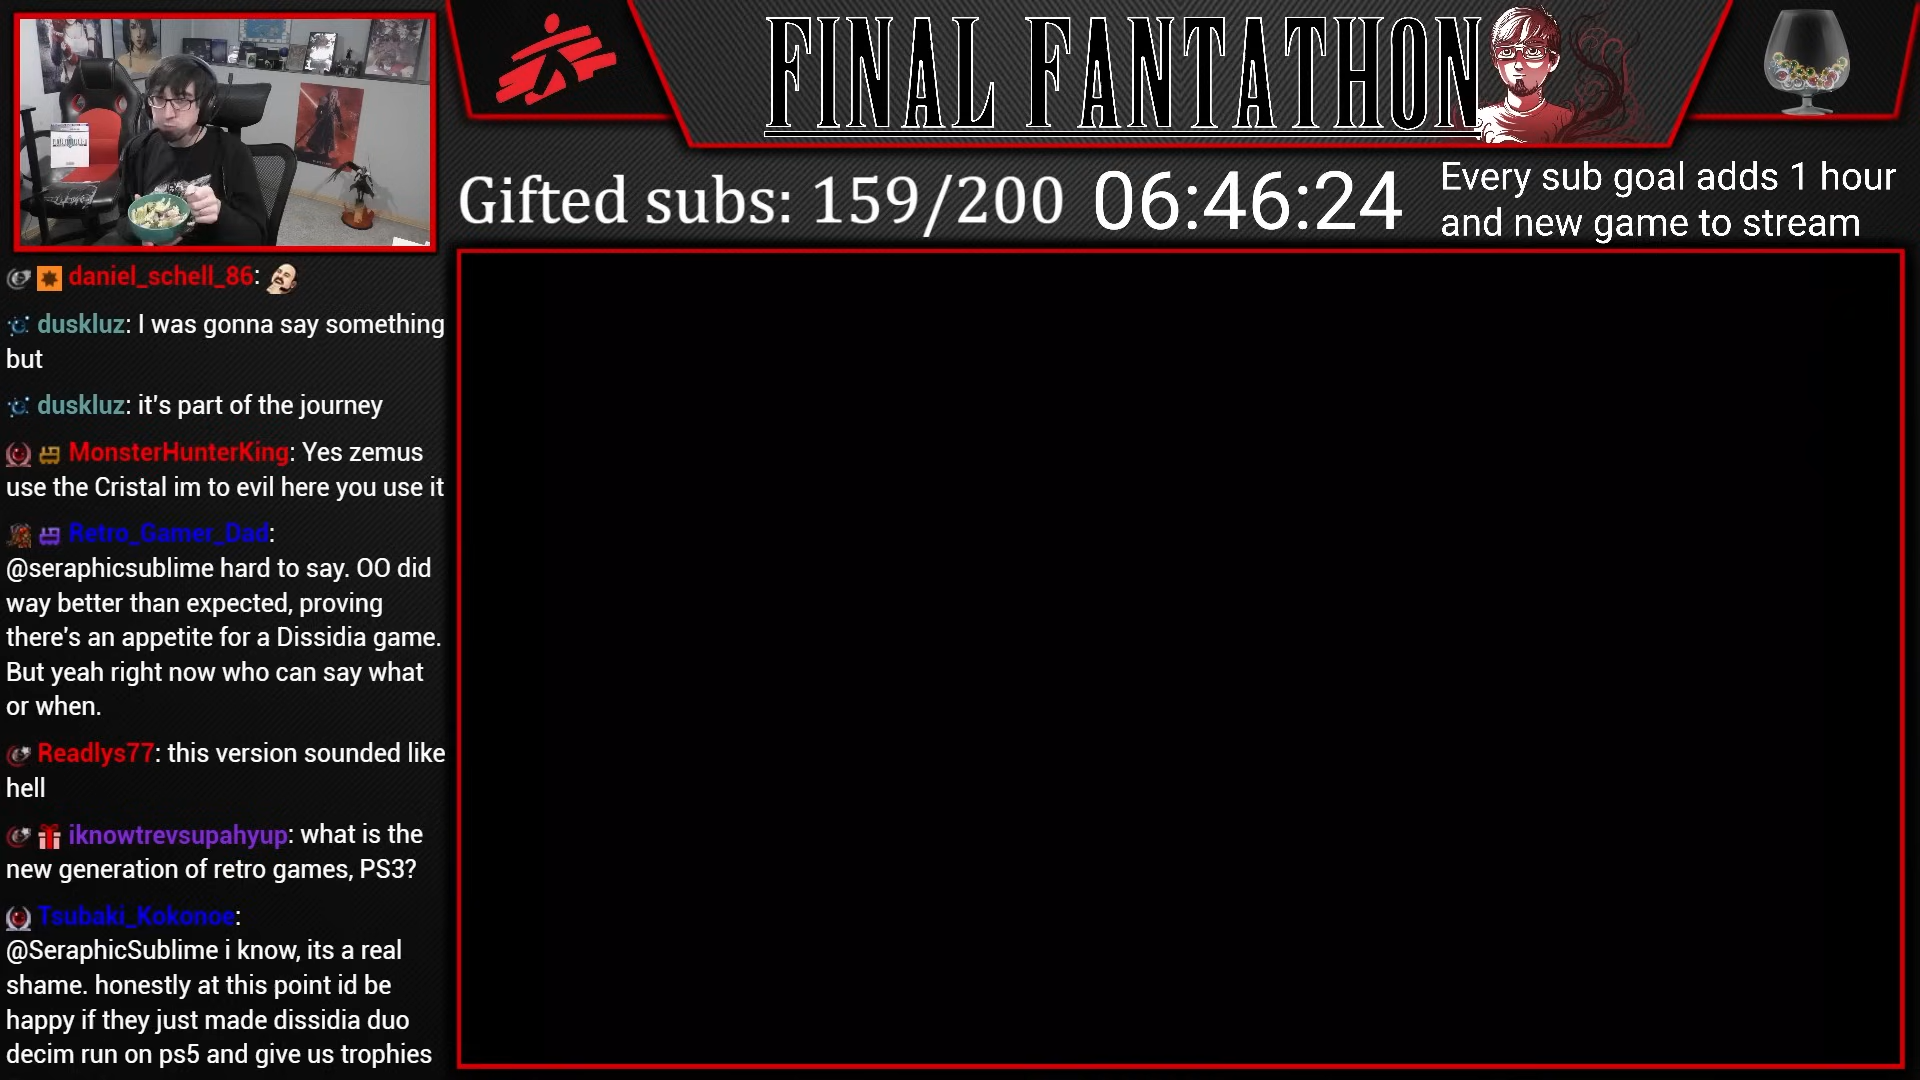 FINAL FANTATHON
Gifted subs: 159/200
06:46:24
Every sub goal adds 1 hour
and new game to stream
daniel_schell_86:
duskluz: I was gonna say something
but
duskluz: it's part of the journey
MonsterHunterKing: Yes zemus
use the Cristal im to evil here you use it
Retro_Gamer_Dad:
@seraphicsublime hard to say. OO did
way better than expected, proving
there's an appetite for a Dissidia game.
But yeah right now who can say what
or when.
Readlys77: this version sounded like
hell
iknowtrevsupahyup: what is the
new generation of retro games, PS3?
Tsubaki_Kokonoe:
@SeraphicSublime i know, its a real
shame. honestly at this point id be
happy if they just made dissidia duo
decim run on ps5 and give us trophies